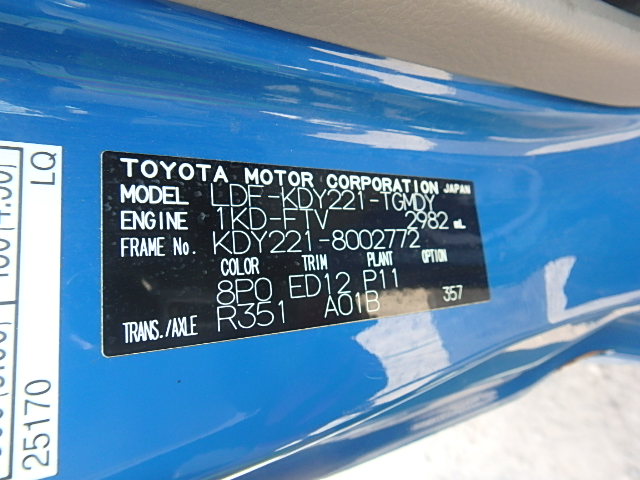 TOYOTA MOTOR CORPORATION JAPAN
MODEL LDF-KDY221-TGMDY
ENGINE 1KD-FTV 2982 mL
FRAME No. KDY221-8002772
COLOR TRIM PLANT OPTION
8P0 ED12 P11
TRANS./AXLE R351 A01B 357
LQ
25170